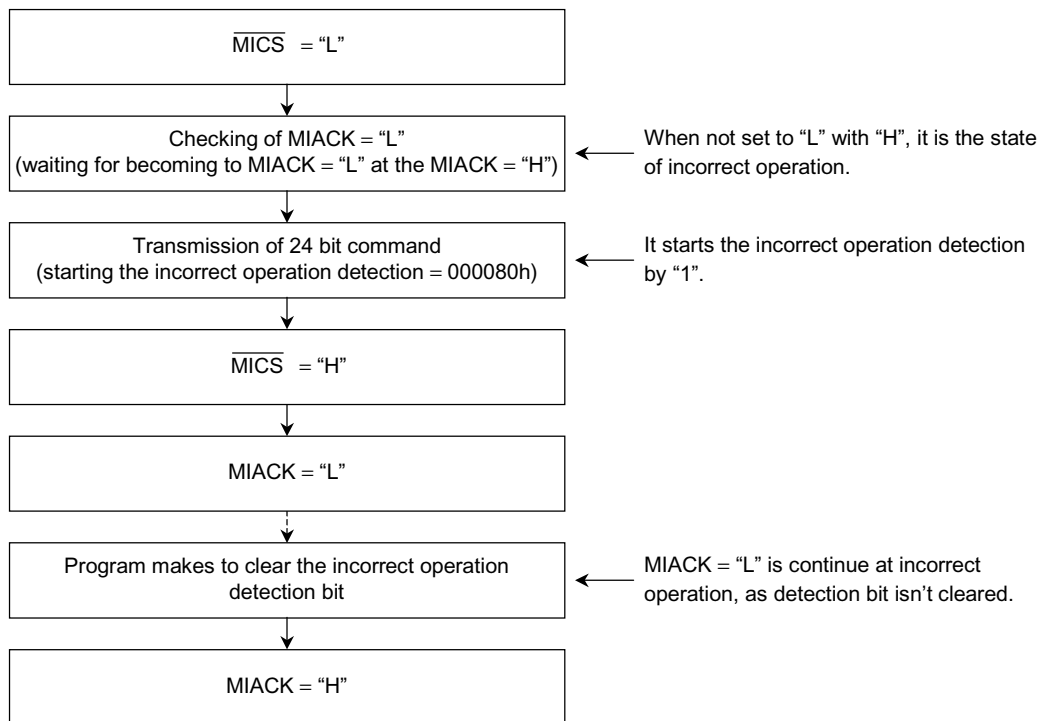 M̅I̅C̅S̅ = “L”
Checking of MIACK = “L”
(waiting for becoming to MIACK = “L” at the MIACK = “H”)
When not set to “L” with “H”, it is the state
of incorrect operation.
Transmission of 24 bit command
(starting the incorrect operation detection = 000080h)
It starts the incorrect operation detection
by “1”.
M̅I̅C̅S̅ = “H”
MIACK = “L”
Program makes to clear the incorrect operation
detection bit
MIACK = “L” is continue at incorrect
operation, as detection bit isn’t cleared.
MIACK = “H”